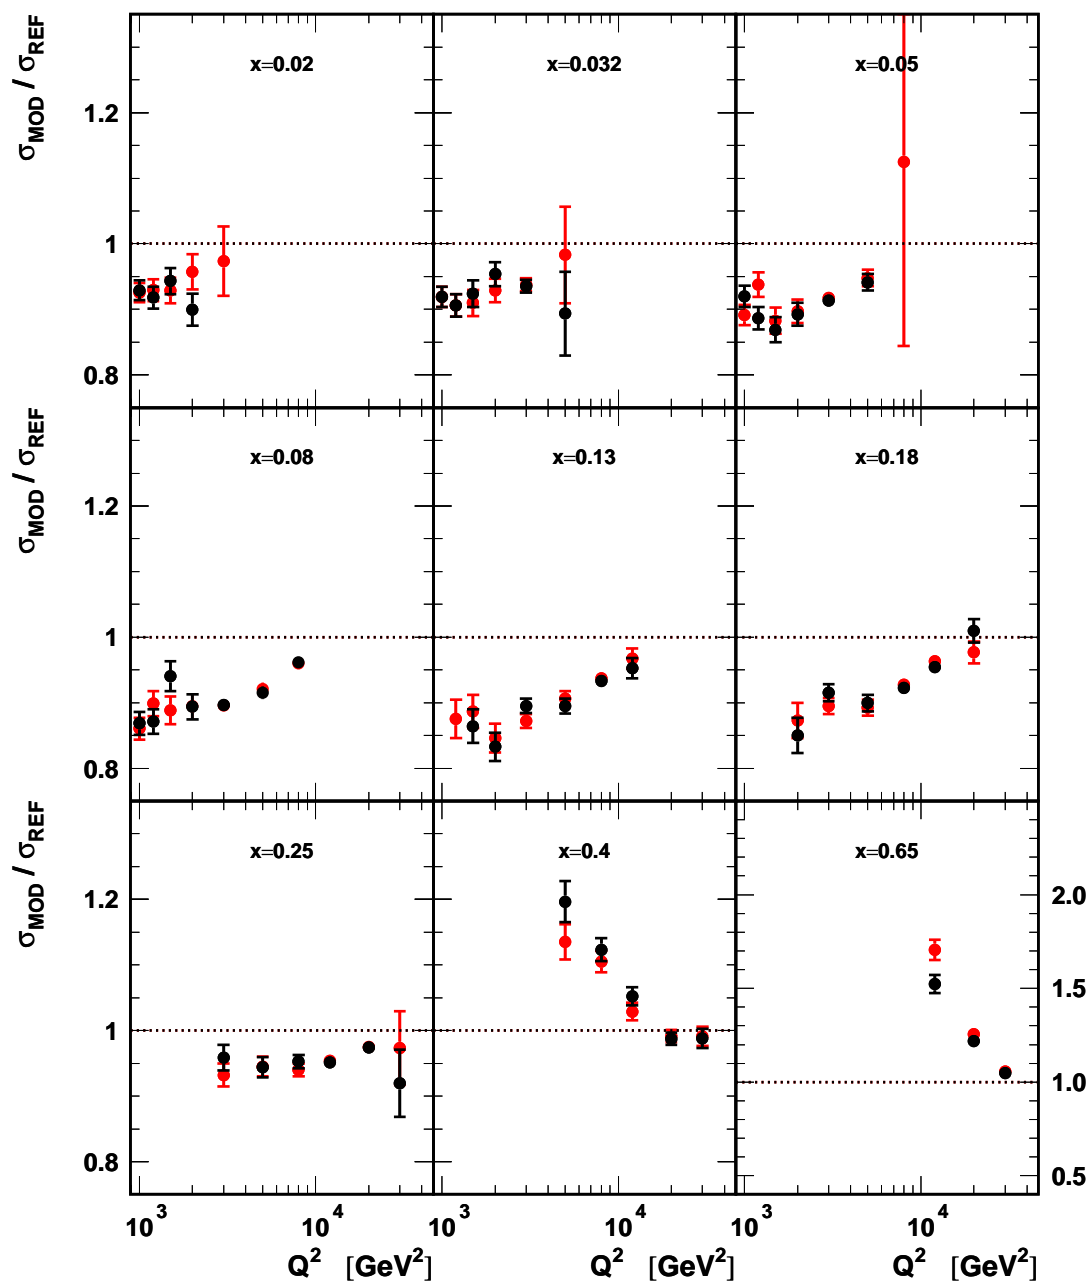 σMOD / σREF
x=0.02
x=0.032
x=0.05
1.2
1
0.8
σMOD / σREF
x=0.08
x=0.13
x=0.18
1.2
1
0.8
σMOD / σREF
x=0.25
x=0.4
x=0.65
1.2
1
0.8
2.0
1.5
1.0
0.5
10³ 10⁴ 10³ 10⁴ 10³ 10⁴
Q² [GeV²] Q² [GeV²] Q² [GeV²]